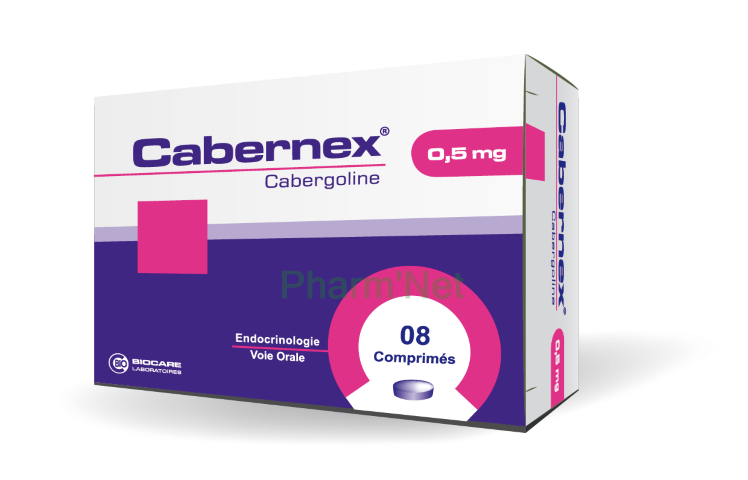 Cabernex®
Cabergoline
0,5 mg
Pharm'Net
Endocrinologie
Voie Orale
08
Comprimés
BIO
BIOCARE
LABORATOIRES
Cabernex®
Cabergoline
0,5 mg